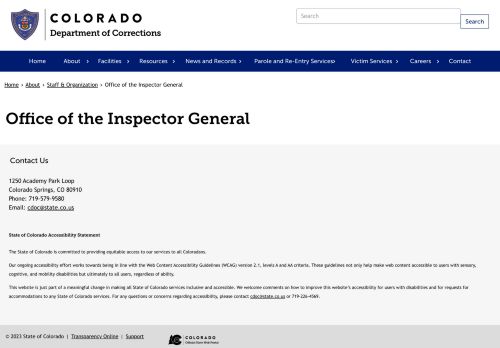 COLORADO
Department of Corrections
Search
Search
Home
About
Facilities
Resources
News and Records
Parole and Re-Entry Services
Victim Services
Careers
Contact
Home › About › Staff & Organization › Office of the Inspector General
Office of the Inspector General
Contact Us
1250 Academy Park Loop
Colorado Springs, CO 80910
Phone: 719-579-9580
Email: cdoc@state.co.us
State of Colorado Accessibility Statement
The State of Colorado is committed to providing equitable access to our services to all Coloradans.
Our ongoing accessibility effort works towards being in line with the Web Content Accessibility Guidelines (WCAG) version 2.1, levels A and AA criteria. These guidelines not only help make web content accessible to users with sensory,
cognitive, and mobility disabilities but ultimately to all users, regardless of ability.
This website is just part of a meaningful change in making all State of Colorado services inclusive and accessible. We welcome comments on how to improve this website's accessibility for users with disabilities and for requests for
accommodations to any State of Colorado services. For any questions or concerns regarding accessibility, please contact cdoc@state.co.us or 719-226-4569.
© 2023 State of Colorado | Transparency Online | Support
COLORADO
Official State Web Portal